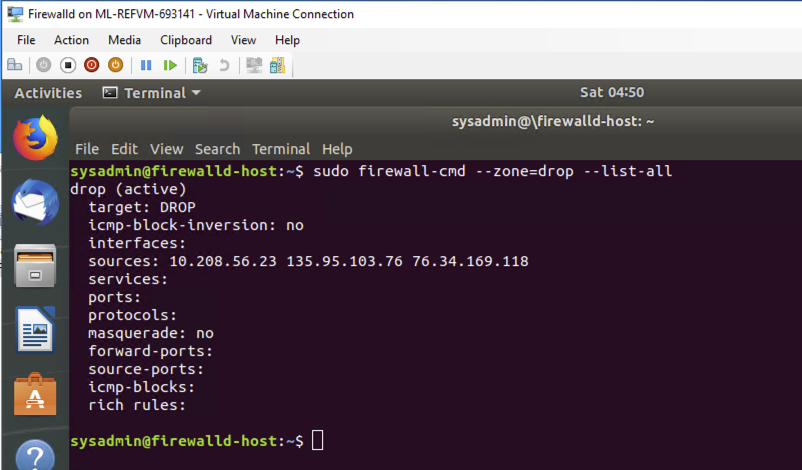 Firewalld on ML-REFVM-693141 - Virtual Machine Connection
File Action Media Clipboard View Help
Activities Terminal Sat 04:50
sysadmin@\firewalld-host: ~
File Edit View Search Terminal Help
sysadmin@firewalld-host:~$ sudo firewall-cmd --zone=drop --list-all
drop (active)
  target: DROP
  icmp-block-inversion: no
  interfaces:
  sources: 10.208.56.23 135.95.103.76 76.34.169.118
  services:
  ports:
  protocols:
  masquerade: no
  forward-ports:
  source-ports:
  icmp-blocks:
  rich rules:
sysadmin@firewalld-host:~$